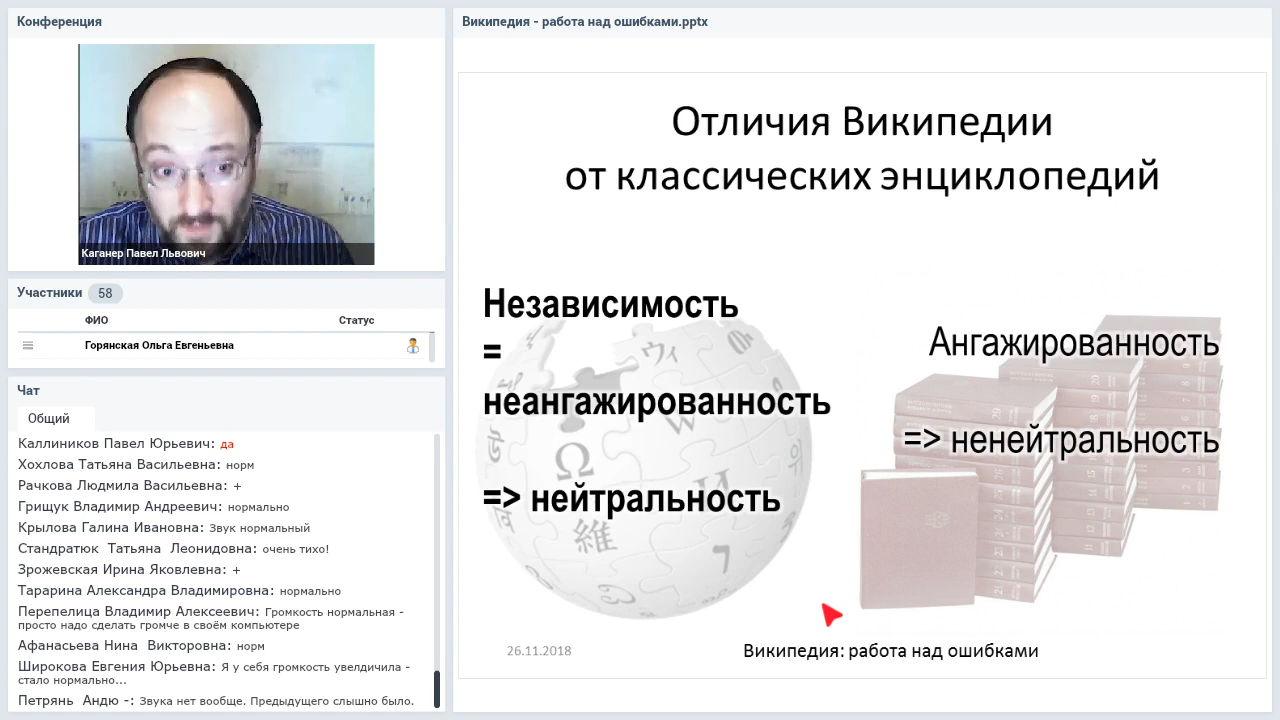 Конференция
Каганер Павел Львович
Участники 58
ФИО Статус
Горянская Ольга Евгеньевна
Чат
Общий
Каллиников Павел Юрьевич: да
Хохлова Татьяна Васильевна: норм
Рачкова Людмила Васильевна: +
Грищук Владимир Андреевич: нормально
Крылова Галина Ивановна: Звук нормальный
Стандратюк Татьяна Леонидовна: очень тихо!
Зрожевская Ирина Яковлевна: +
Тарарина Александра Владимировна: нормально
Перепелица Владимир Алексеевич: Громкость нормальная -
просто надо сделать громче в своём компьютере
Афанасьева Нина Викторовна: норм
Широкова Евгения Юрьевна: Я у себя громкость увелдичила -
стало нормально...
Петрянь Андю -: Звука нет вообще. Предыдущего слышно было.
Википедия - работа над ошибками.pptx
Отличия Википедии
от классических энциклопедий
Независимость
=
неангажированность
=> нейтральность
Ω
W
И
維
7
Ангажированность
=> ненейтральность
26.11.2018
Википедия: работа над ошибками